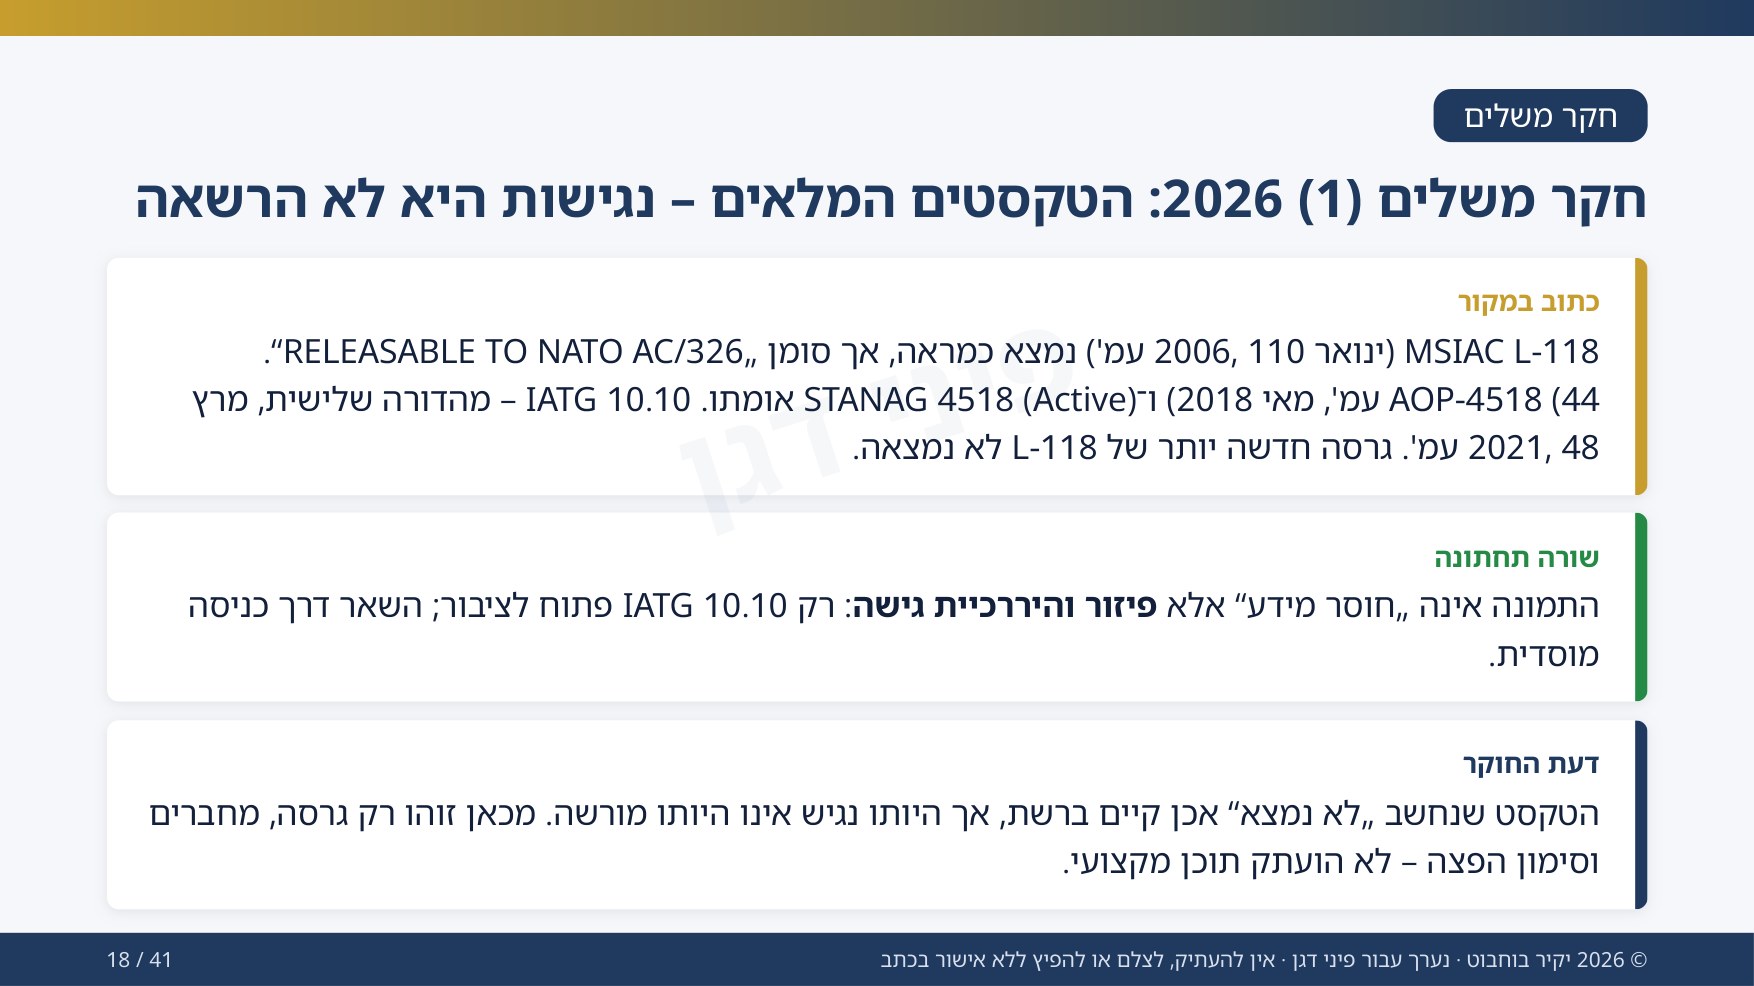 חקר משלים
חקר משלים (1) 2026: הטקסטים המלאים – נגישות היא לא הרשאה
כתוב במקור
MSIAC L-118 (ינואר 2006, 110 עמ') נמצא כמראה, אך סומן „RELEASABLE TO NATO AC/326“.
AOP-4518 (44 עמ', מאי 2018) ו־STANAG 4518 (Active) אומתו. IATG 10.10 – מהדורה שלישית, מרץ
2021, 48 עמ'. גרסה חדשה יותר של L-118 לא נמצאה.
שורה תחתונה
התמונה אינה „חוסר מידע“ אלא פיזור והיררכיית גישה: רק IATG 10.10 פתוח לציבור; השאר דרך כניסה
מוסדית.
דעת החוקר
הטקסט שנחשב „לא נמצא“ אכן קיים ברשת, אך היותו נגיש אינו היותו מורשה. מכאן זוהו רק גרסה, מחברים
וסימון הפצה – לא הועתק תוכן מקצועי.
פיני דגן
© 2026 יקיר בוחבוט · נערך עבור פיני דגן · אין להעתיק, לצלם או להפיץ ללא אישור בכתב
18 / 41